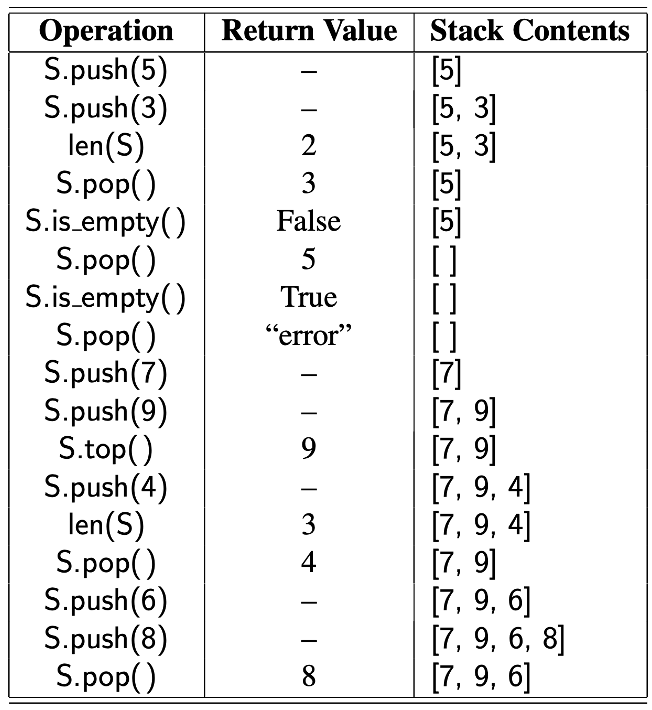 Operation Return Value Stack Contents
S.push(5) – [5]
S.push(3) – [5, 3]
len(S) 2 [5, 3]
S.pop() 3 [5]
S.is_empty() False [5]
S.pop() 5 [ ]
S.is_empty() True [ ]
S.pop() “error” [ ]
S.push(7) – [7]
S.push(9) – [7, 9]
S.top() 9 [7, 9]
S.push(4) – [7, 9, 4]
len(S) 3 [7, 9, 4]
S.pop() 4 [7, 9]
S.push(6) – [7, 9, 6]
S.push(8) – [7, 9, 6, 8]
S.pop() 8 [7, 9, 6]